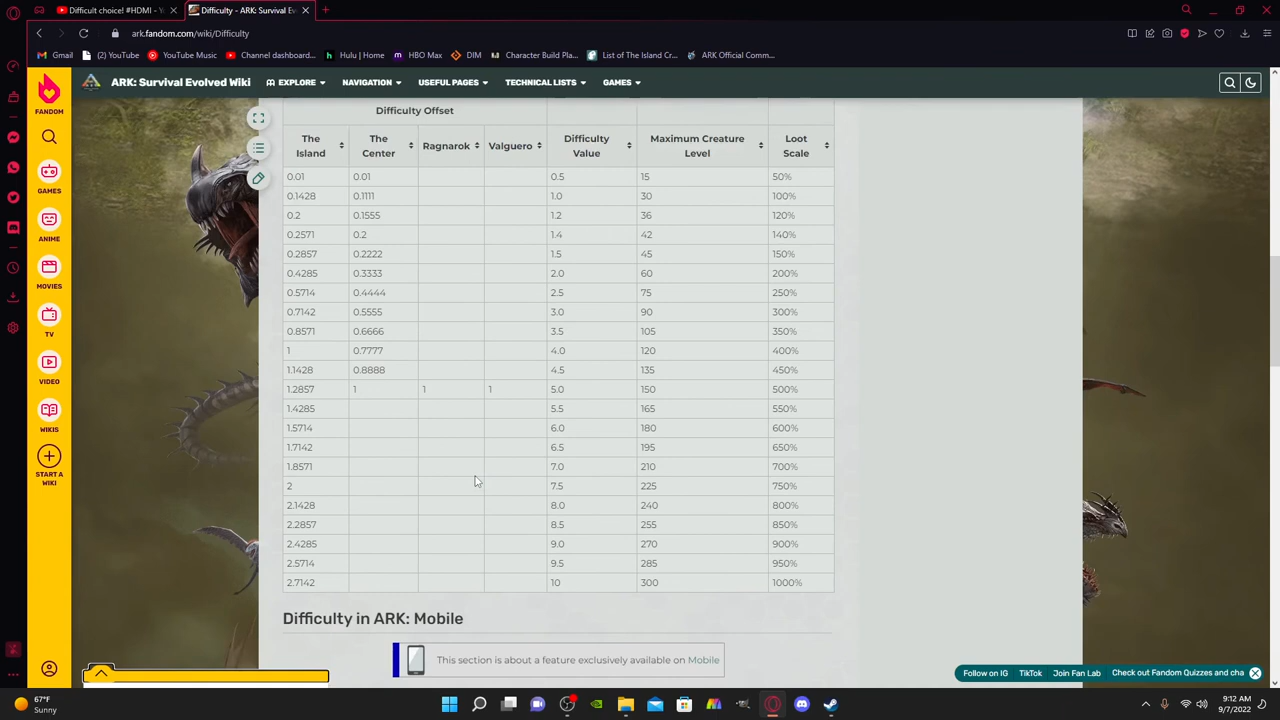 Difficult choice! #HDMI - Y
Difficulty - ARK: Survival Ev
ark.fandom.com/wiki/Difficulty
Gmail
(2) YouTube
YouTube Music
Channel dashboard...
Hulu | Home
HBO Max
DIM
Character Build Pla...
List of The Island Cr...
ARK Official Comm...
FANDOM
ARK: Survival Evolved Wiki
EXPLORE
NAVIGATION
USEFUL PAGES
TECHNICAL LISTS
GAMES
GAMES
ANIME
MOVIES
TV
VIDEO
WIKIS
START A
WIKI
Difficulty Offset
The Island The Center Ragnarok Valguero Difficulty Value Maximum Creature Level Loot Scale
0.01 0.01 0.5 15 50%
0.1428 0.1111 1.0 30 100%
0.2 0.1555 1.2 36 120%
0.2571 0.2 1.4 42 140%
0.2857 0.2222 1.5 45 150%
0.4285 0.3333 2.0 60 200%
0.5714 0.4444 2.5 75 250%
0.7142 0.5555 3.0 90 300%
0.8571 0.6666 3.5 105 350%
1 0.7777 4.0 120 400%
1.1428 0.8888 4.5 135 450%
1.2857 1 1 1 5.0 150 500%
1.4285 5.5 165 550%
1.5714 6.0 180 600%
1.7142 6.5 195 650%
1.8571 7.0 210 700%
2 7.5 225 750%
2.1428 8.0 240 800%
2.2857 8.5 255 850%
2.4285 9.0 270 900%
2.5714 9.5 285 950%
2.7142 10 300 1000%
Difficulty in ARK: Mobile
This section is about a feature exclusively available on Mobile
Follow on IG
TikTok
Join Fan Lab
Check out Fandom Quizzes and cha
67°F
Sunny
9:12 AM
9/7/2022